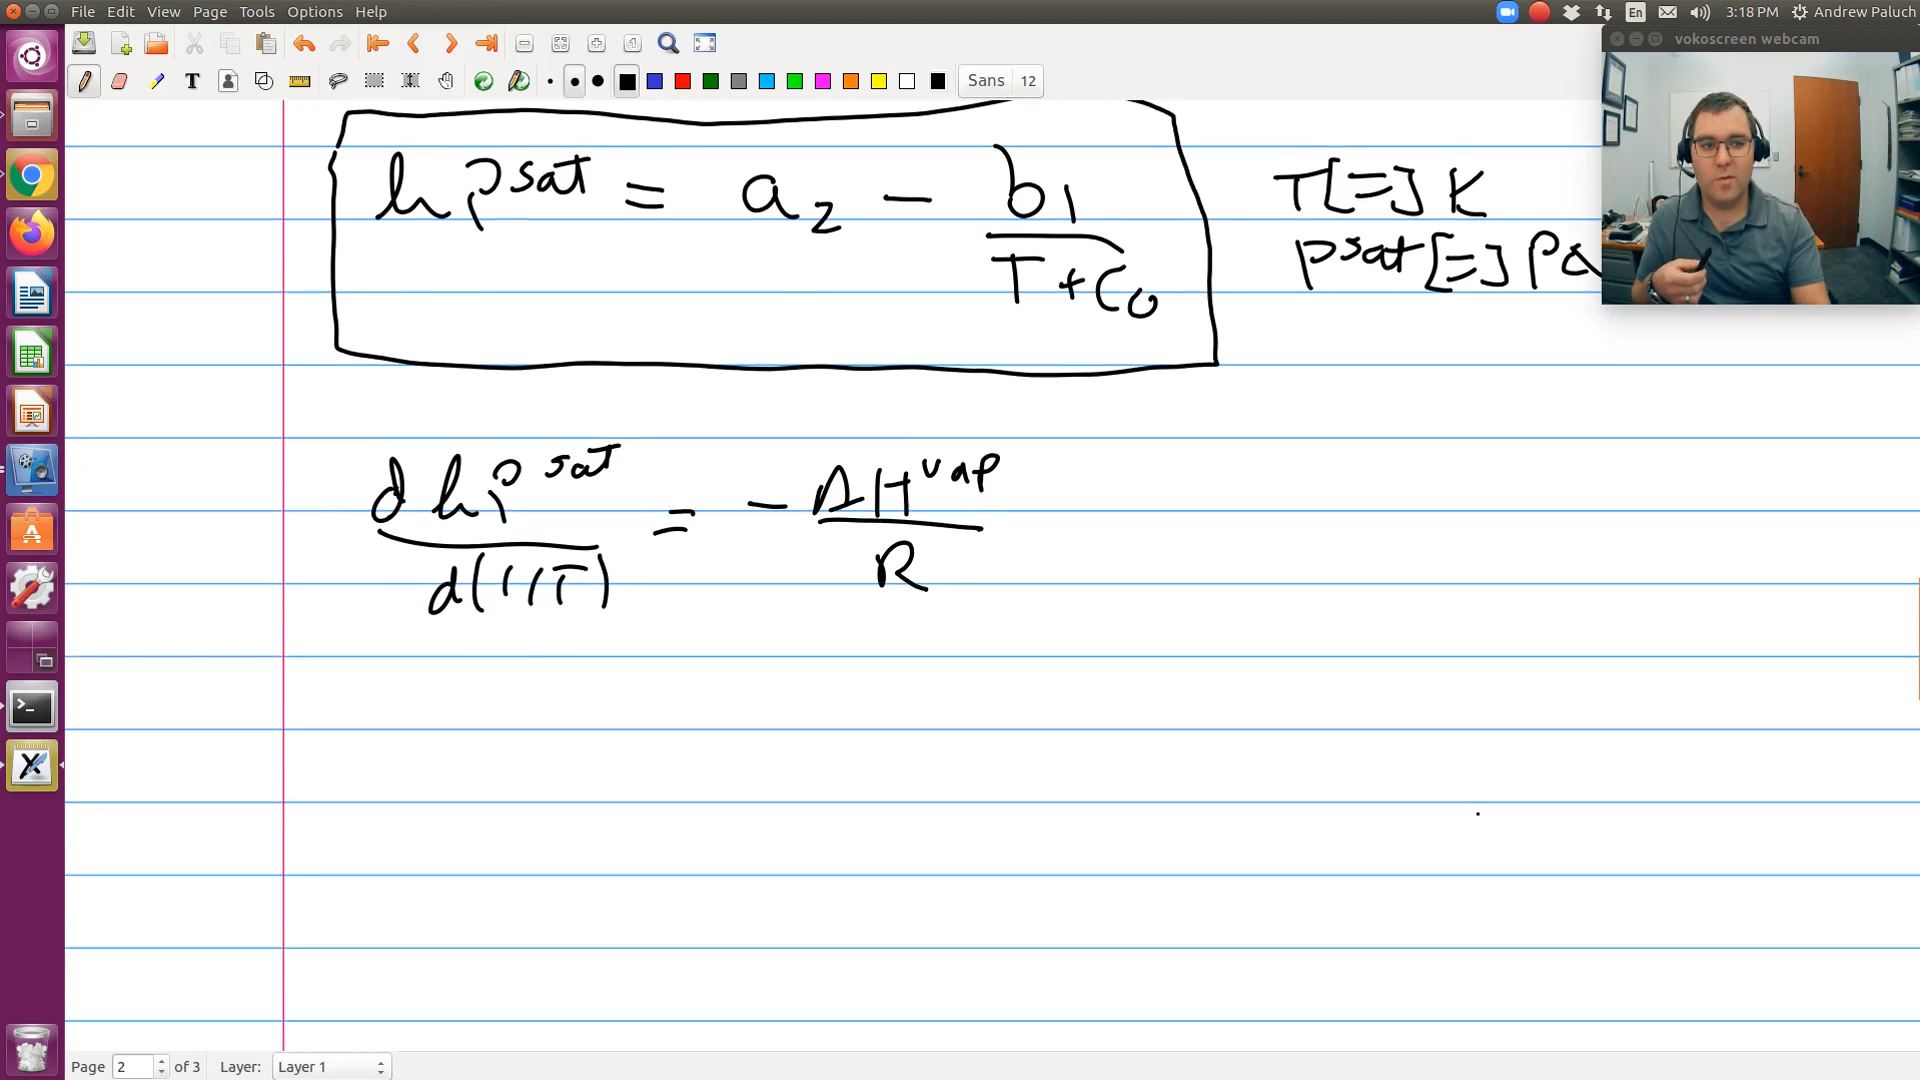 File Edit View Page Tools Options Help
En 3:18 PM Andrew Paluch
vokoscreen webcam
Sans 12
ln p^sat = a_2 - b_1/(T + C_0)
T[=] K
p^sat[=] Pa
d ln p^sat / d(1/T) = - ΔH^vap / R
Page 2 of 3 Layer: Layer 1